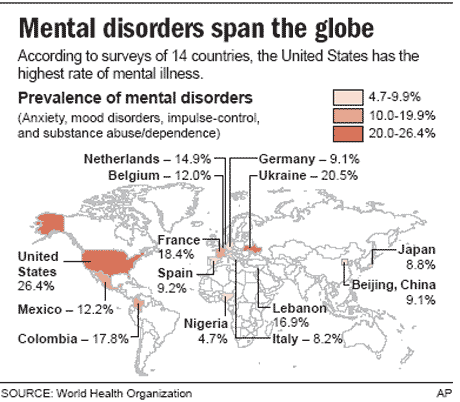 Mental disorders span the globe
According to surveys of 14 countries, the United States has the
highest rate of mental illness.
Prevalence of mental disorders
(Anxiety, mood disorders, impulse-control,
and substance abuse/dependence)
4.7-9.9%
10.0-19.9%
20.0-26.4%
Netherlands – 14.9%
Belgium – 12.0%
Germany – 9.1%
Ukraine – 20.5%
France
18.4%
Spain
9.2%
United
States
26.4%
Mexico – 12.2%
Colombia – 17.8%
Nigeria
4.7%
Lebanon
16.9%
Italy – 8.2%
Japan
8.8%
Beijing, China
9.1%
SOURCE: World Health Organization
AP